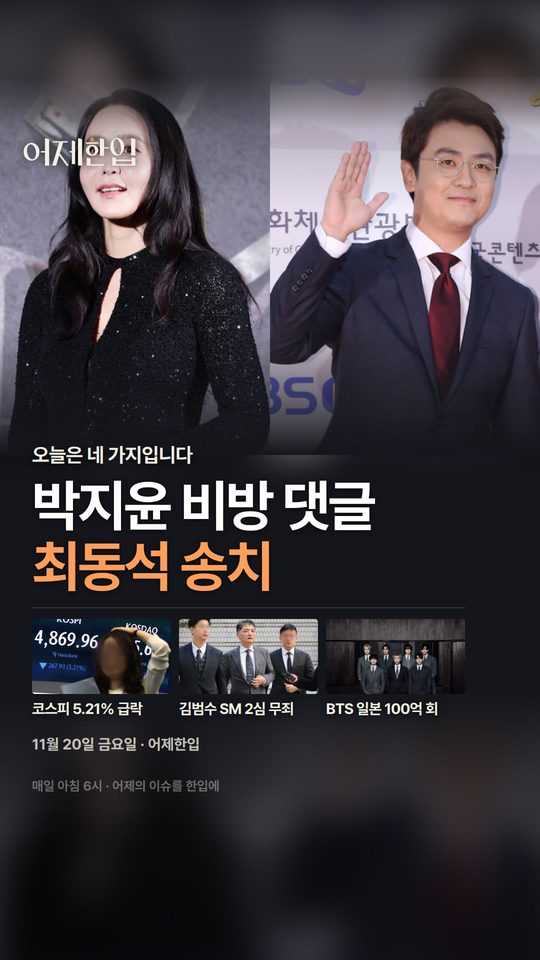 어제한입
오늘은 네 가지입니다
박지윤 비방 댓글
최동석 송치
KOSPI
KOSDAQ
4,869.96
267.93 (5.21%)
코스피 5.21% 급락
김범수 SM 2심 무죄
BTS 일본 100억 회
11월 20일 금요일 · 어제한입
매일 아침 6시 · 어제의 이슈를 한입에